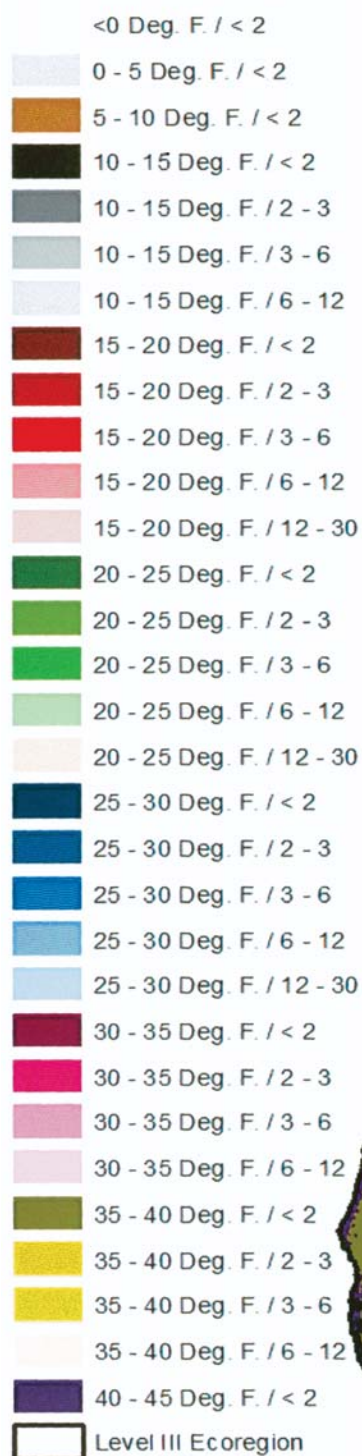 <0 Deg. F. / < 2
0 - 5 Deg. F. / < 2
5 - 10 Deg. F. / < 2
10 - 15 Deg. F. / < 2
10 - 15 Deg. F. / 2 - 3
10 - 15 Deg. F. / 3 - 6
10 - 15 Deg. F. / 6 - 12
15 - 20 Deg. F. / < 2
15 - 20 Deg. F. / 2 - 3
15 - 20 Deg. F. / 3 - 6
15 - 20 Deg. F. / 6 - 12
15 - 20 Deg. F. / 12 - 30
20 - 25 Deg. F. / < 2
20 - 25 Deg. F. / 2 - 3
20 - 25 Deg. F. / 3 - 6
20 - 25 Deg. F. / 6 - 12
20 - 25 Deg. F. / 12 - 30
25 - 30 Deg. F. / < 2
25 - 30 Deg. F. / 2 - 3
25 - 30 Deg. F. / 3 - 6
25 - 30 Deg. F. / 6 - 12
25 - 30 Deg. F. / 12 - 30
30 - 35 Deg. F. / < 2
30 - 35 Deg. F. / 2 - 3
30 - 35 Deg. F. / 3 - 6
30 - 35 Deg. F. / 6 - 12
35 - 40 Deg. F. / < 2
35 - 40 Deg. F. / 2 - 3
35 - 40 Deg. F. / 3 - 6
35 - 40 Deg. F. / 6 - 12
40 - 45 Deg. F. / < 2
Level III Ecoregion